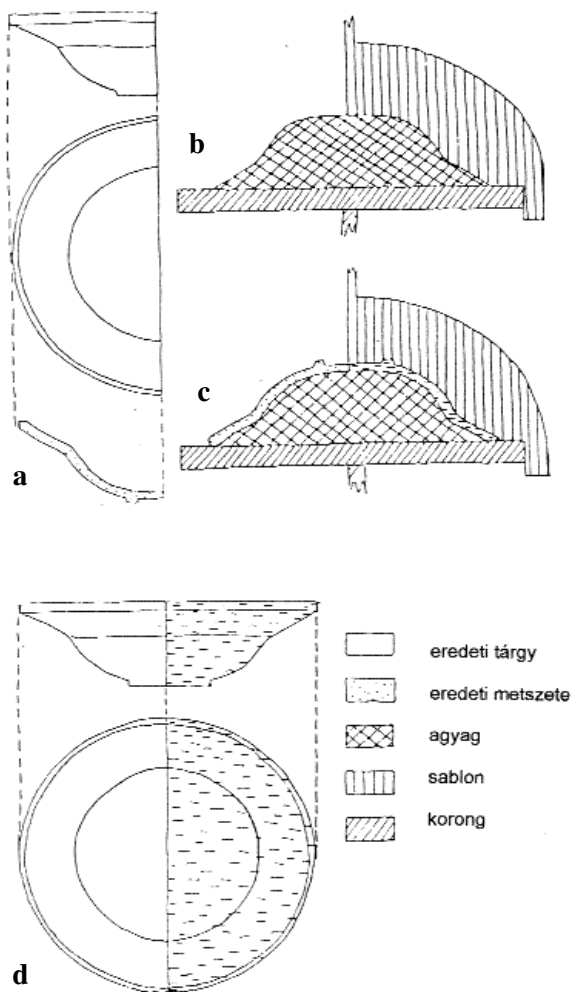 b
c
a
eredeti tárgy
eredeti metszete
agyag
sablon
korong
d